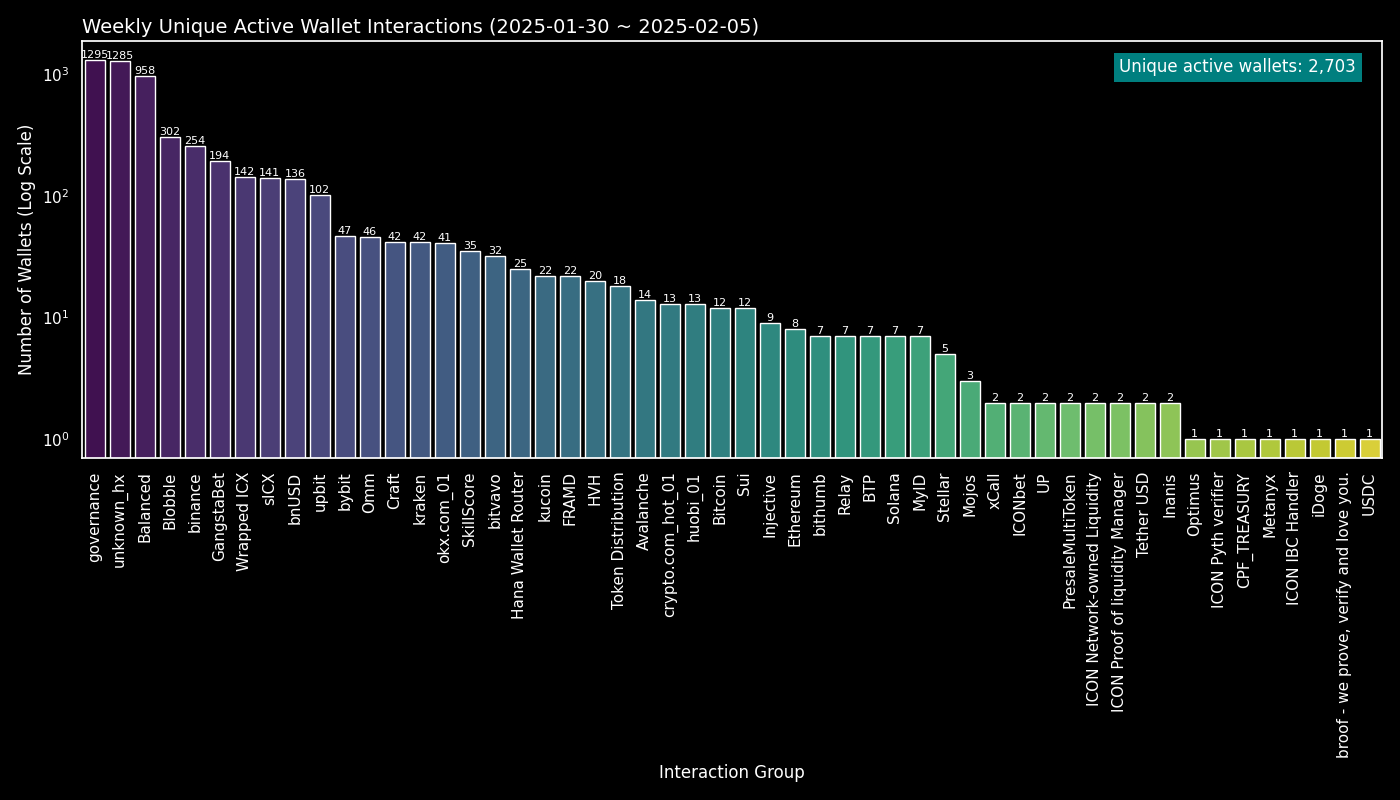 Weekly Unique Active Wallet Interactions (2025-01-30 ~ 2025-02-05)
Unique active wallets: 2,703
Number of Wallets (Log Scale)
10³
10²
10¹
10⁰
1295
1285
958
302
254
194
142
141
136
102
47
46
42
42
41
35
32
25
22
22
20
18
14
13
13
12
12
9
8
7
7
7
7
7
5
3
2
2
2
2
2
2
2
2
1
1
1
1
1
1
1
1
governance
unknown_hx
Balanced
Blobble
binance
GangstaBet
Wrapped ICX
sICX
bnUSD
upbit
bybit
Omm
Craft
kraken
okx.com_01
SkillScore
bitvavo
Hana Wallet Router
kucoin
FRAMD
HVH
Token Distribution
Avalanche
crypto.com_hot_01
huobi_01
Bitcoin
Sui
Injective
Ethereum
bithumb
Relay
BTP
Solana
MyID
Stellar
Mojos
xCall
ICONbet
UP
PresaleMultiToken
ICON Network-owned Liquidity
ICON Proof of liquidity Manager
Tether USD
Inanis
Optimus
ICON Pyth verifier
CPF_TREASURY
Metanyx
ICON IBC Handler
iDoge
broof - we prove, verify and love you.
USDC
Interaction Group